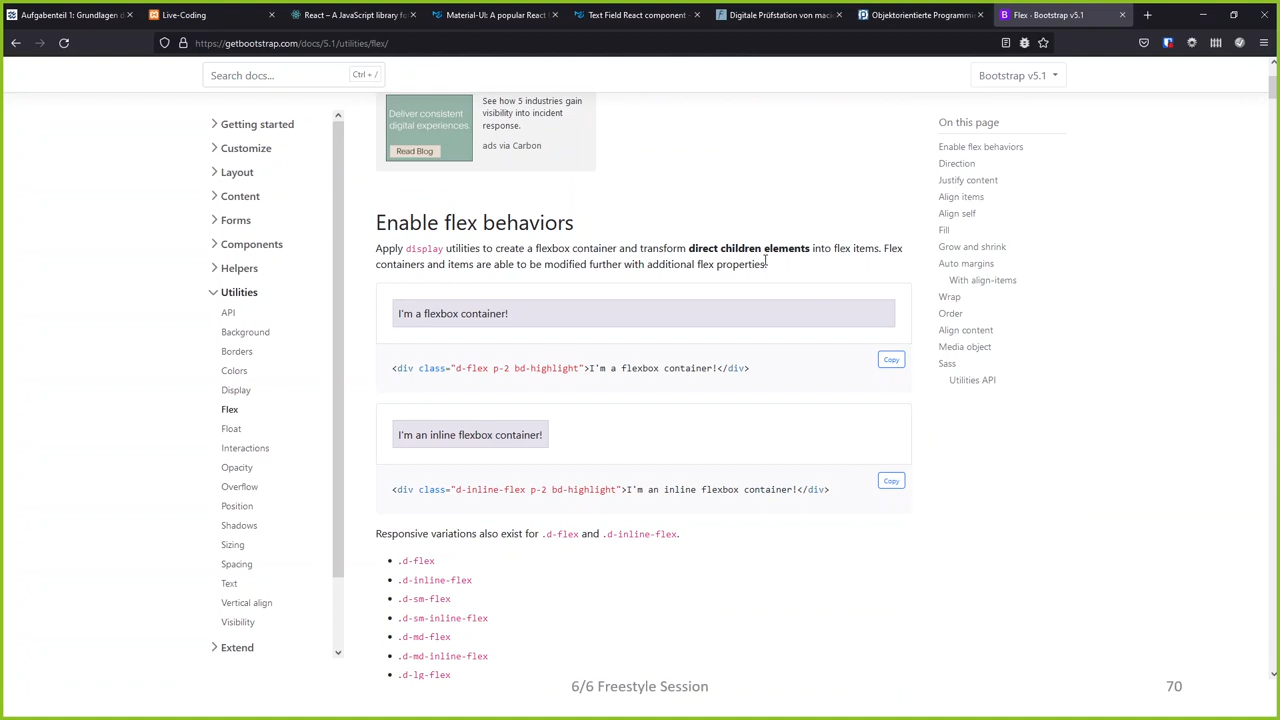 Aufgabenteil 1: Grundlagen d
Live-Coding
React – A JavaScript library fo
Material-UI: A popular React l
Text Field React component -
Digitale Prüfstation von mac
Objektorientierte Programmie
Flex · Bootstrap v5.1
https://getbootstrap.com/docs/5.1/utilities/flex/
Search docs...
Ctrl + /
Bootstrap v5.1
Getting started
Customize
Layout
Content
Forms
Components
Helpers
Utilities
API
Background
Borders
Colors
Display
Flex
Float
Interactions
Opacity
Overflow
Position
Shadows
Sizing
Spacing
Text
Vertical align
Visibility
Extend
Deliver consistent
digital experiences.
Read Blog
See how 5 industries gain
visibility into incident
response.
ads via Carbon
Enable flex behaviors
Apply display utilities to create a flexbox container and transform direct children elements into flex items. Flex
containers and items are able to be modified further with additional flex properties.
I'm a flexbox container!
Copy
<div class="d-flex p-2 bd-highlight">I'm a flexbox container!</div>
I'm an inline flexbox container!
Copy
<div class="d-inline-flex p-2 bd-highlight">I'm an inline flexbox container!</div>
Responsive variations also exist for .d-flex and .d-inline-flex.
.d-flex
.d-inline-flex
.d-sm-flex
.d-sm-inline-flex
.d-md-flex
.d-md-inline-flex
.d-lg-flex
On this page
Enable flex behaviors
Direction
Justify content
Align items
Align self
Fill
Grow and shrink
Auto margins
With align-items
Wrap
Order
Align content
Media object
Sass
Utilities API
6/6 Freestyle Session
70